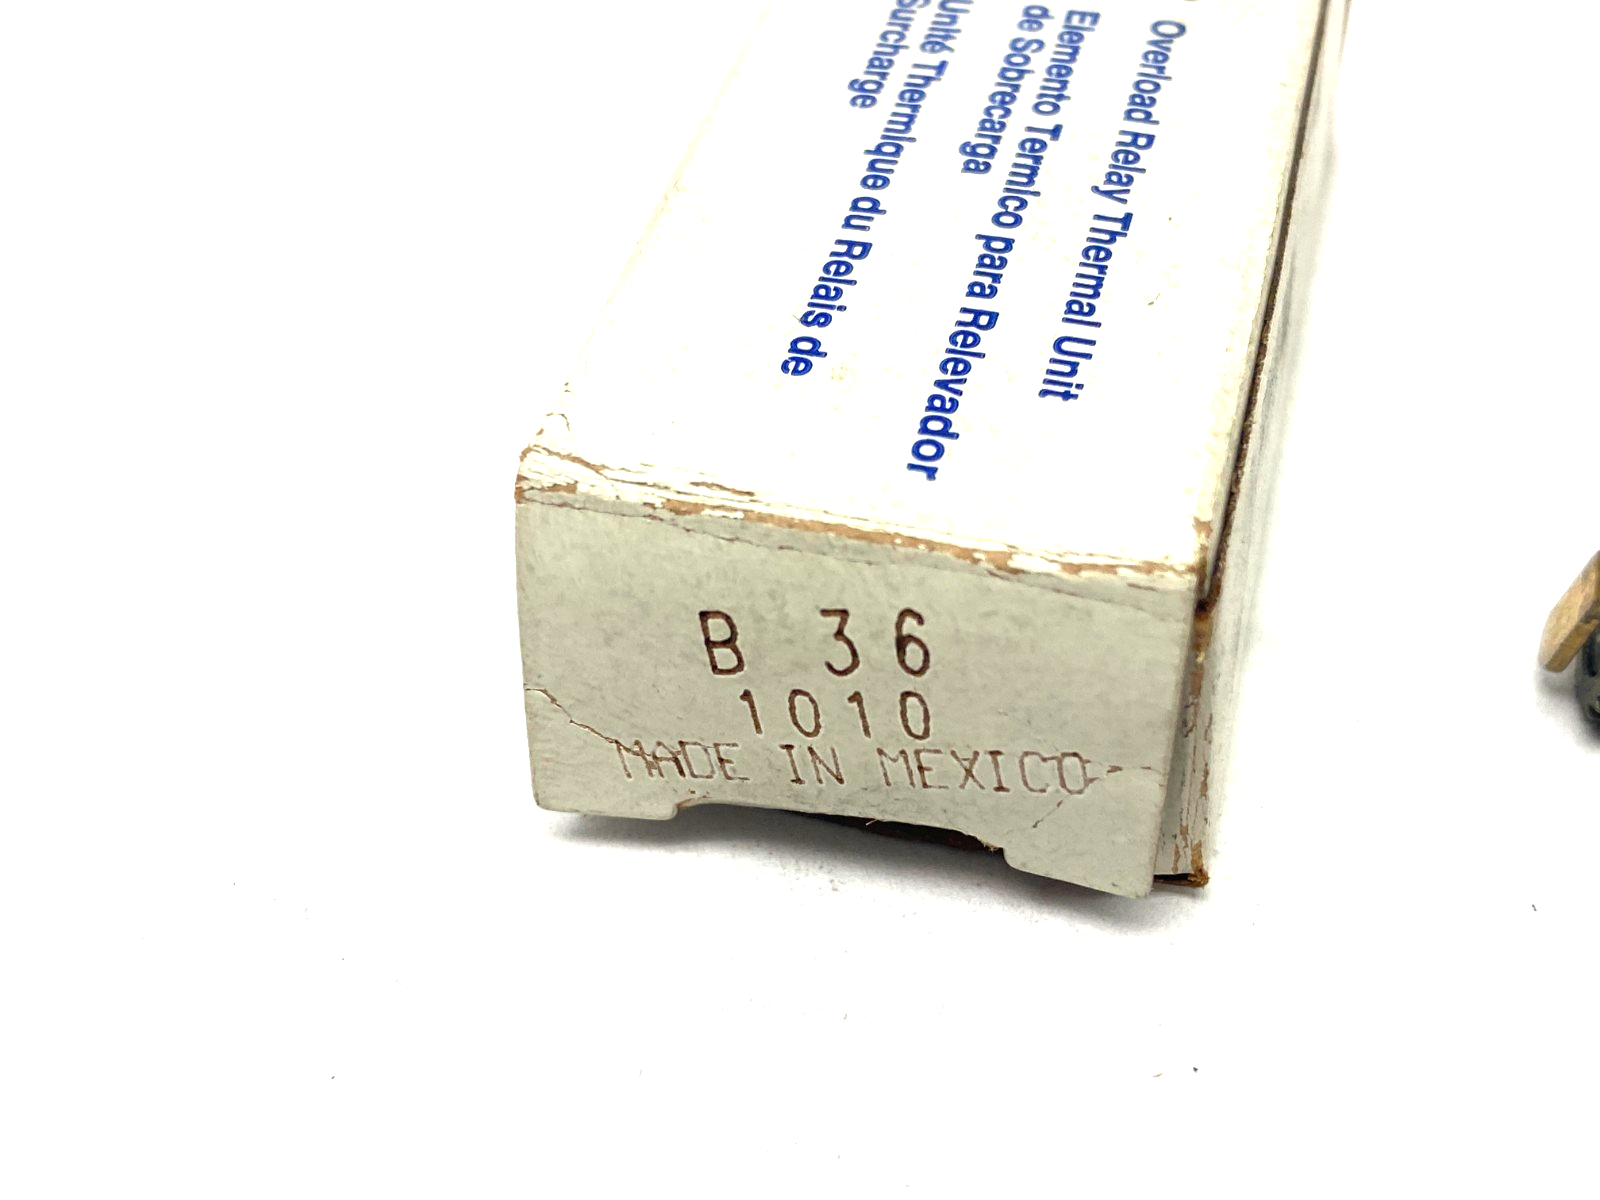 Overload Relay Thermal Unit
Elemento Termico para Relevador
de Sobrecarga
Unité Thermique du Relais de
Surcharge
B 36
1010
MADE IN MEXICO